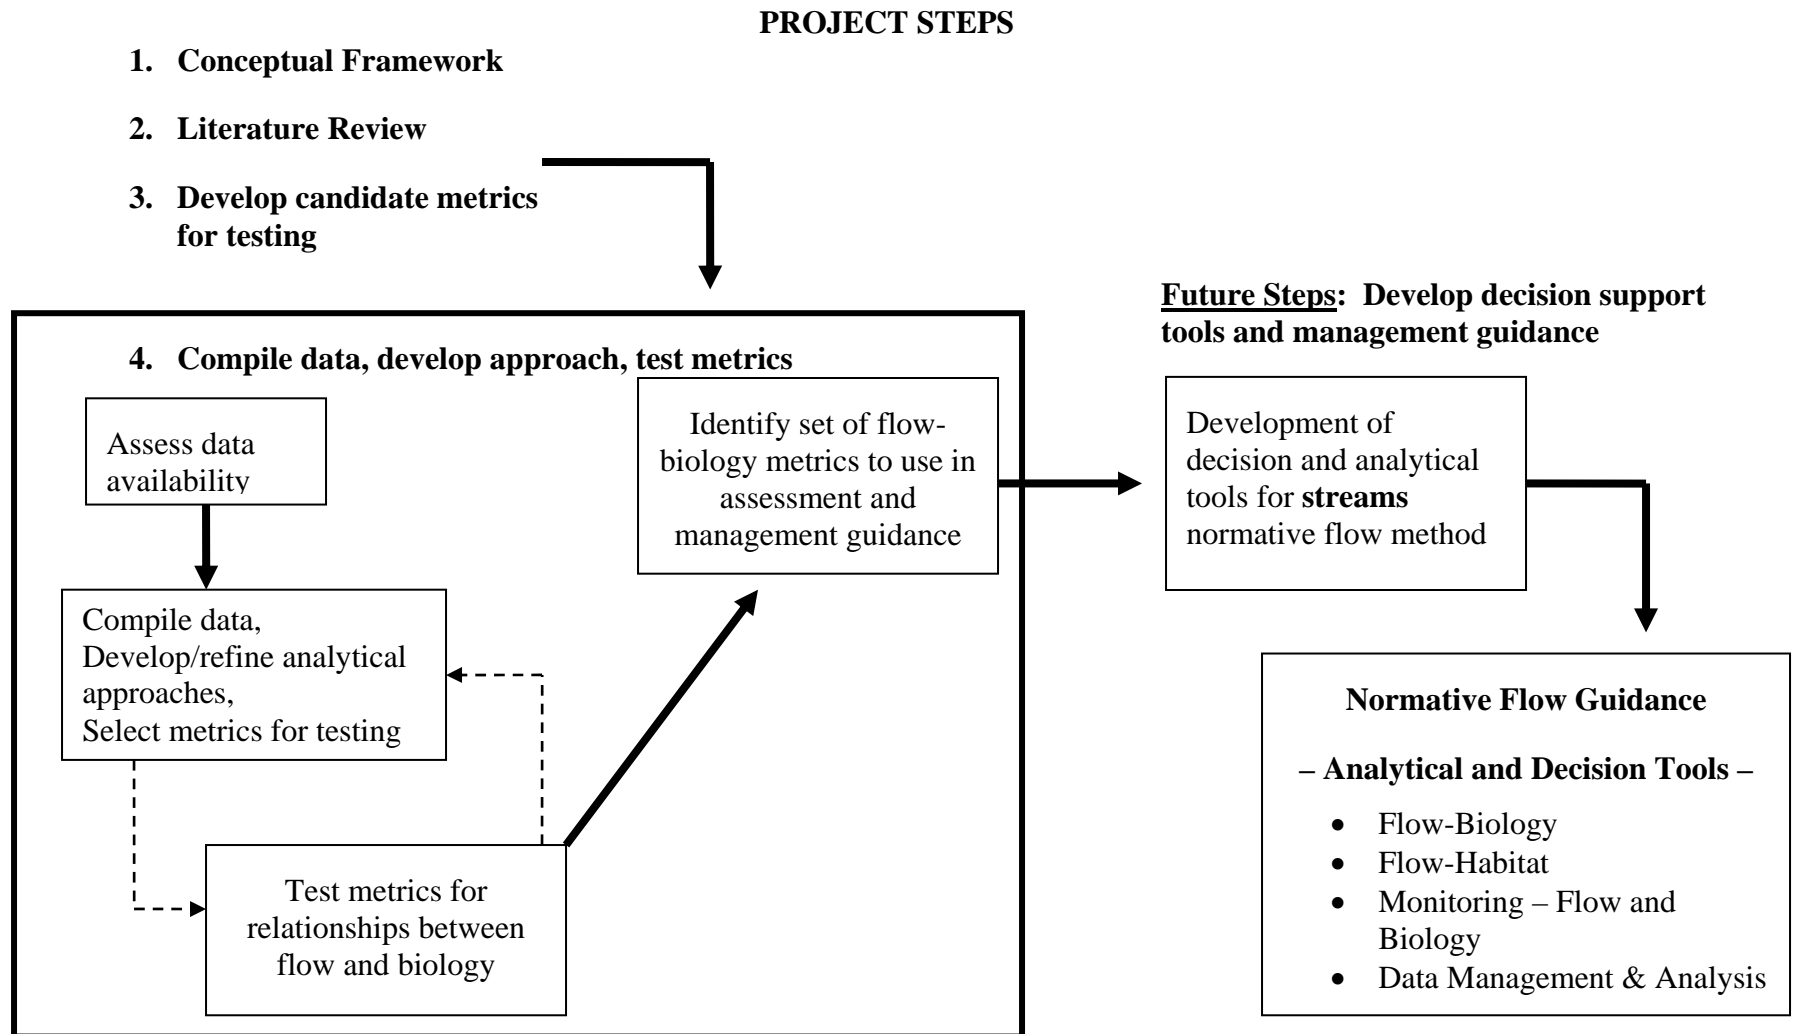 PROJECT STEPS
1. Conceptual Framework
2. Literature Review
3. Develop candidate metrics
for testing
4. Compile data, develop approach, test metrics
Assess data
availability
Compile data,
Develop/refine analytical
approaches,
Select metrics for testing
Test metrics for
relationships between
flow and biology
Identify set of flow-
biology metrics to use in
assessment and
management guidance
Future Steps: Develop decision support
tools and management guidance
Development of
decision and analytical
tools for streams
normative flow method
Normative Flow Guidance
– Analytical and Decision Tools –
• Flow-Biology
• Flow-Habitat
• Monitoring – Flow and
Biology
• Data Management & Analysis